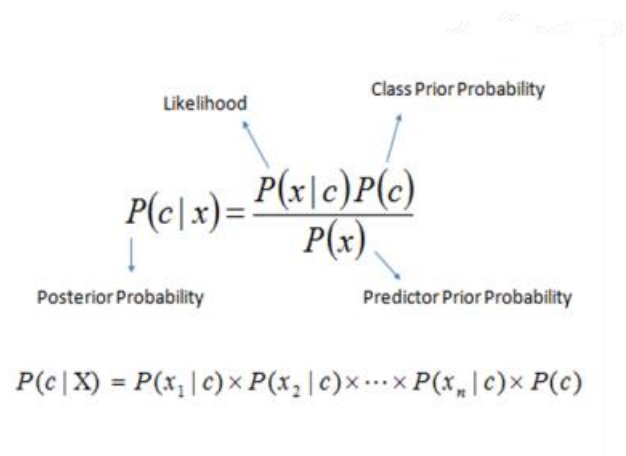 Likelihood
Class Prior Probability
P(c | x) = P(x | c)P(c) / P(x)
Posterior Probability
Predictor Prior Probability
P(c | X) = P(x₁ | c) × P(x₂ | c) × ⋯ × P(xₙ | c) × P(c)